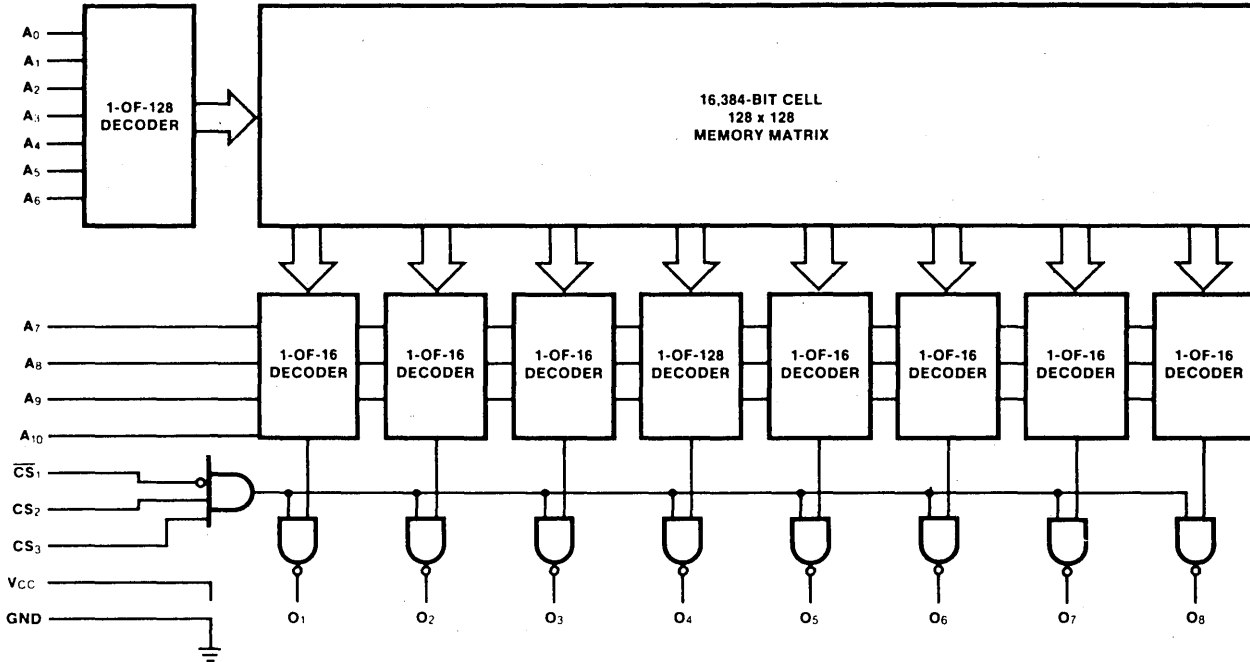 A0
A1
A2
A3
A4
A5
A6
1-OF-128
DECODER
16,384-BIT CELL
128 x 128
MEMORY MATRIX
A7
A8
A9
A10
1-OF-16
DECODER
1-OF-16
DECODER
1-OF-16
DECODER
1-OF-128
DECODER
1-OF-16
DECODER
1-OF-16
DECODER
1-OF-16
DECODER
1-OF-16
DECODER
C̅S̅1
CS2
CS3
VCC
GND
O1
O2
O3
O4
O5
O6
O7
O8